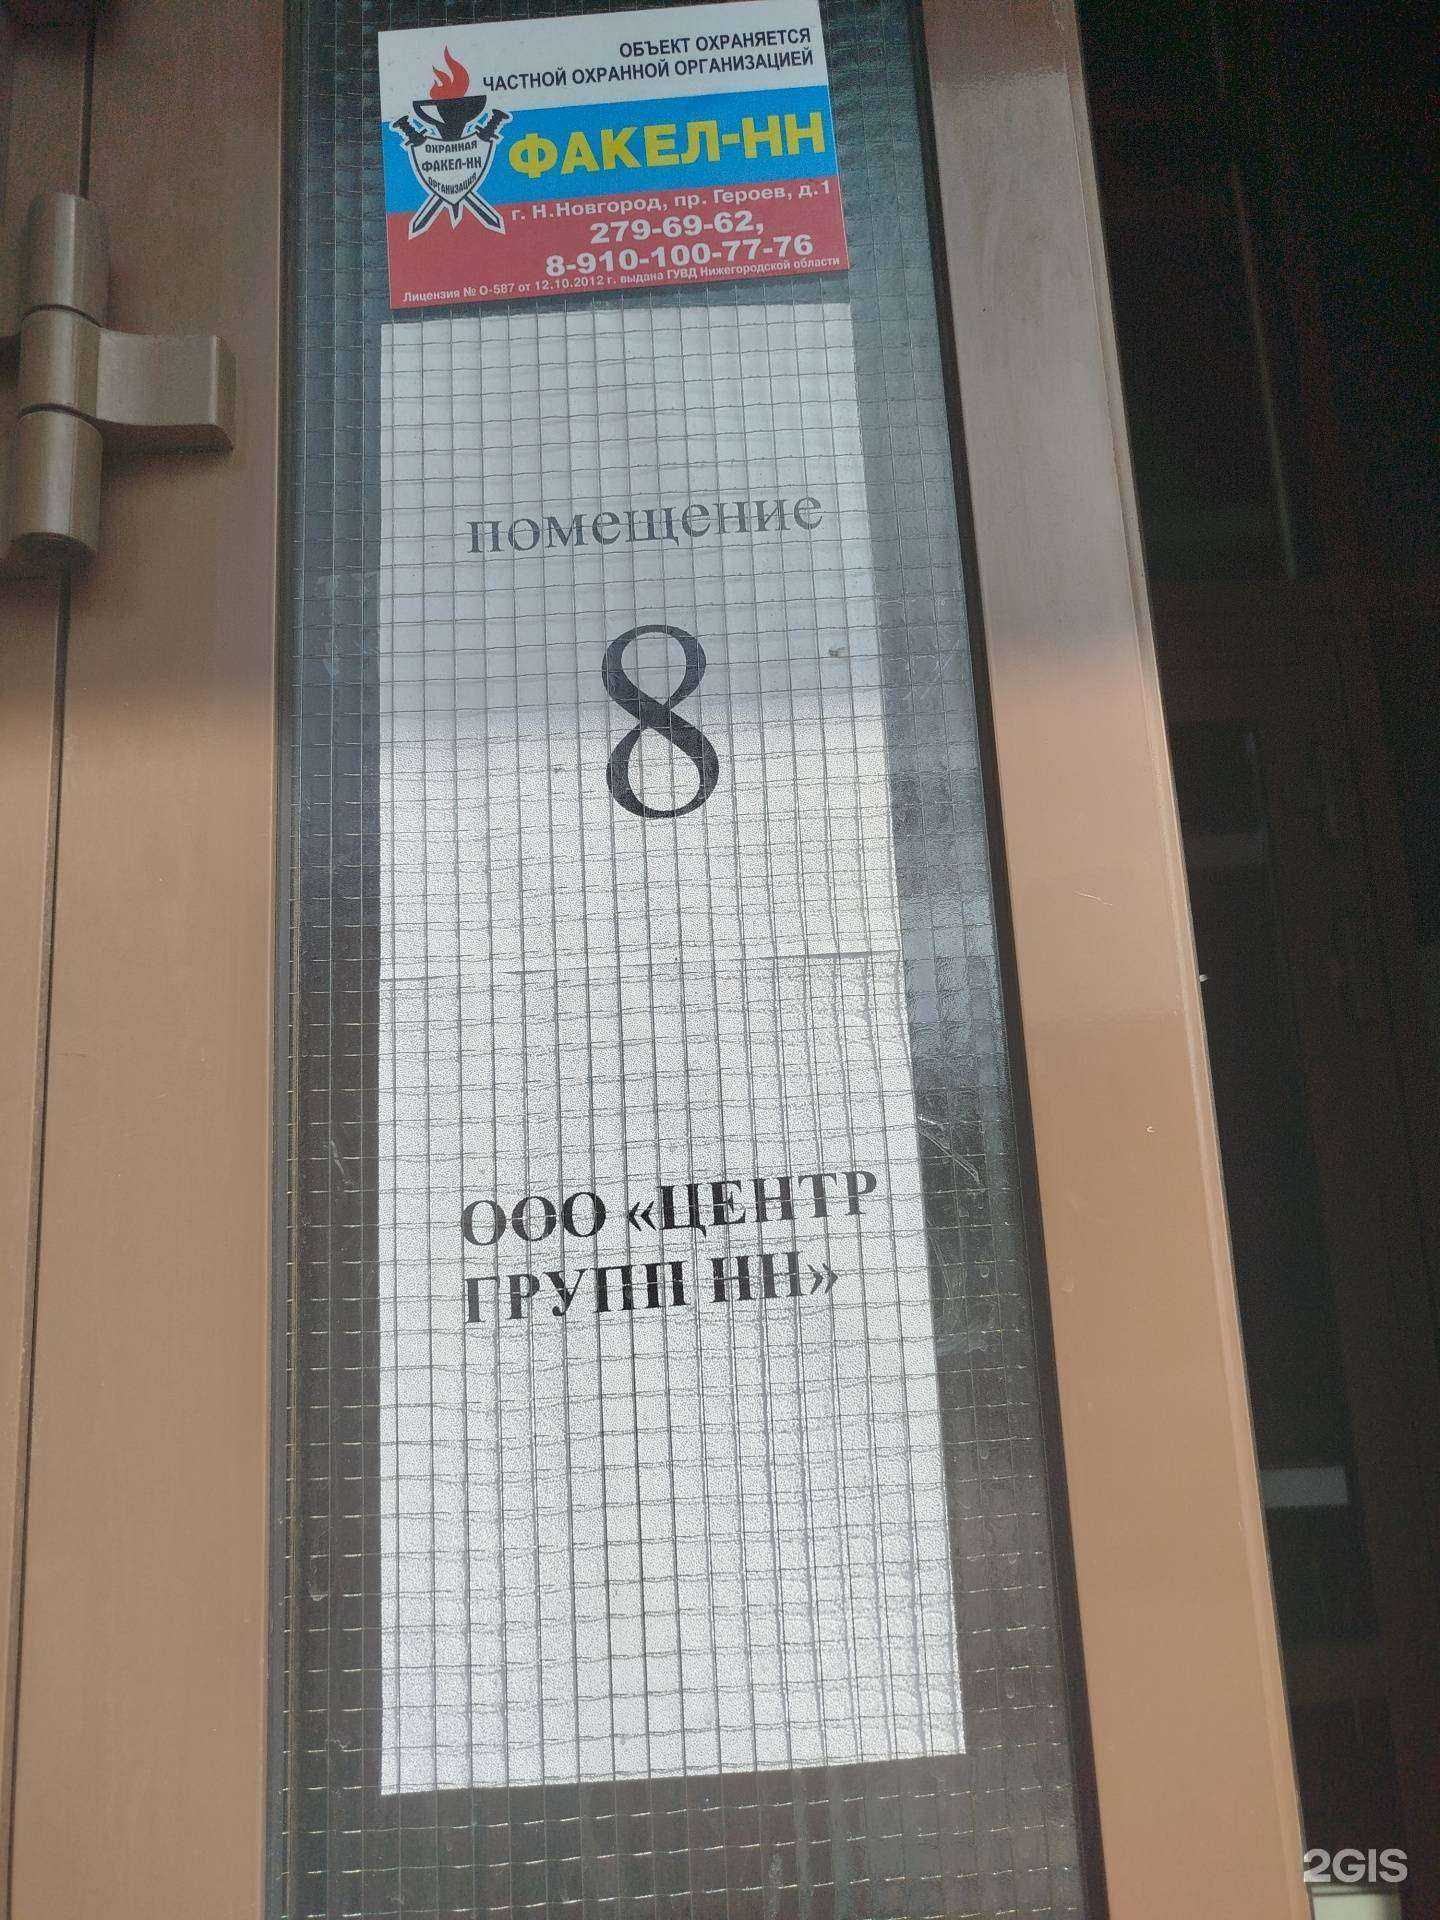 ОБЪЕКТ ОХРАНЯЕТСЯ
ЧАСТНОЙ ОХРАННОЙ ОРГАНИЗАЦИЕЙ
ОХРАННАЯ
ФАКЕЛ-НН
ОРГАНИЗАЦИЯ
ФАКЕЛ-НН
г. Н.Новгород, пр. Героев, д.1
279-69-62,
8-910-100-77-76
Лицензия № О-587 от 12.10.2012 г. выдана ГУВД Нижегородской области
помещение
8
ООО «ЦЕНТР
ГРУПП НН»
2GIS